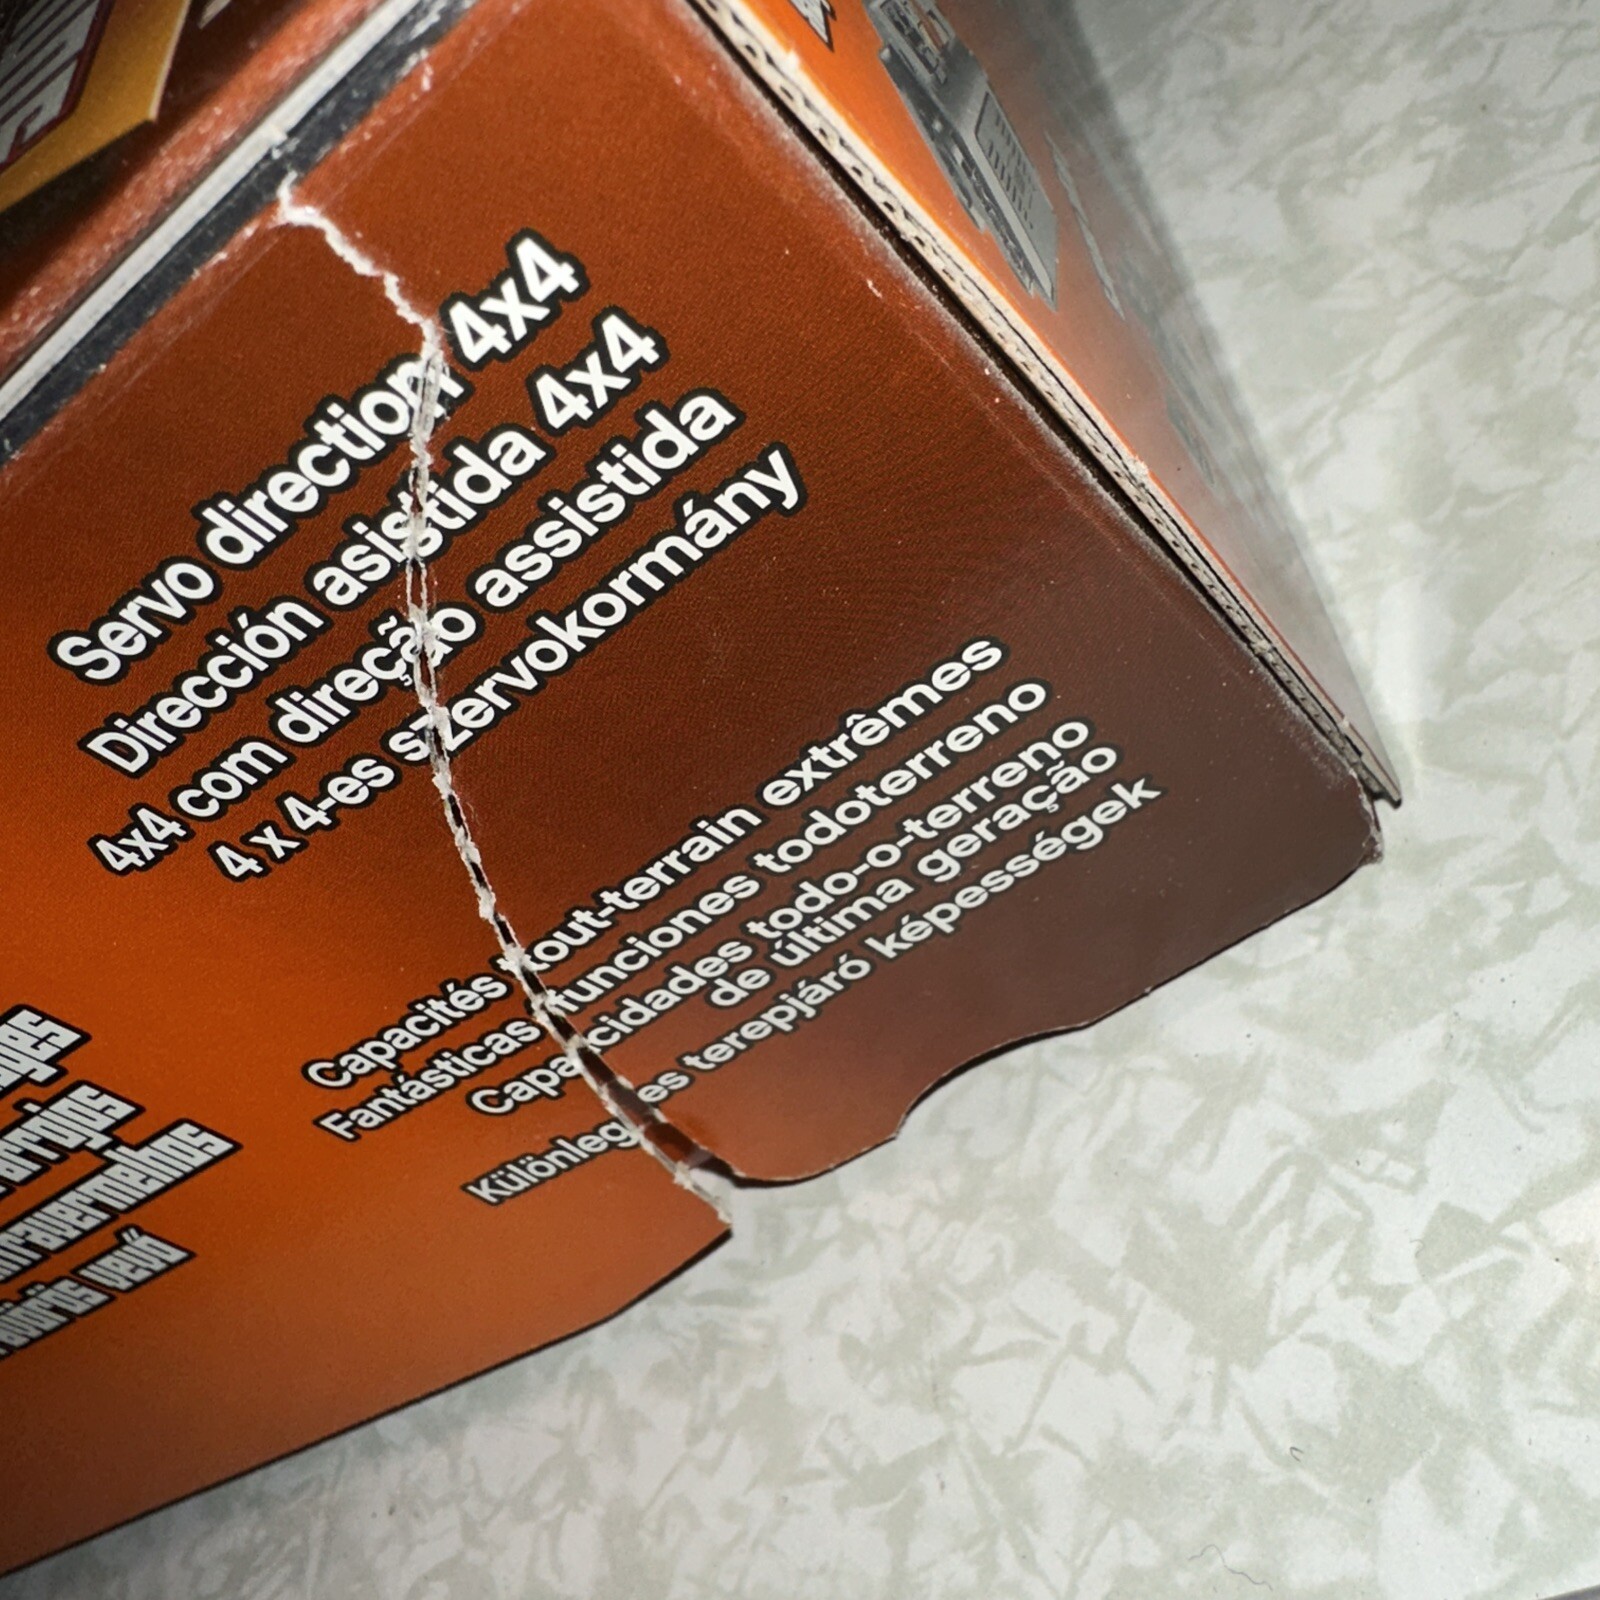 Servo direction 4x4
Dirección asistida 4x4
4x4 com direção assistida
4 x 4-es szervokormány
Capacités tout-terrain extrêmes
Fantásticas funciones todoterreno
Capacidades todo-o-terreno
de última geração
Különleges terepjáró képességek
vevő